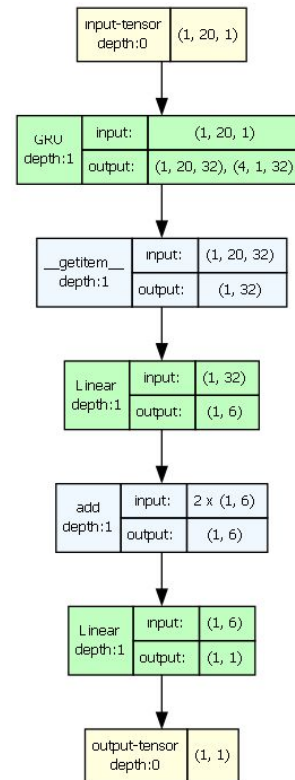 input-tensor
depth:0
(1, 20, 1)
GRU
depth:1
input:
(1, 20, 1)
output:
(1, 20, 32), (4, 1, 32)
__getitem__
depth:1
input:
(1, 20, 32)
output:
(1, 32)
Linear
depth:1
input:
(1, 32)
output:
(1, 6)
add
depth:1
input:
2 x (1, 6)
output:
(1, 6)
Linear
depth:1
input:
(1, 6)
output:
(1, 1)
output-tensor
depth:0
(1, 1)